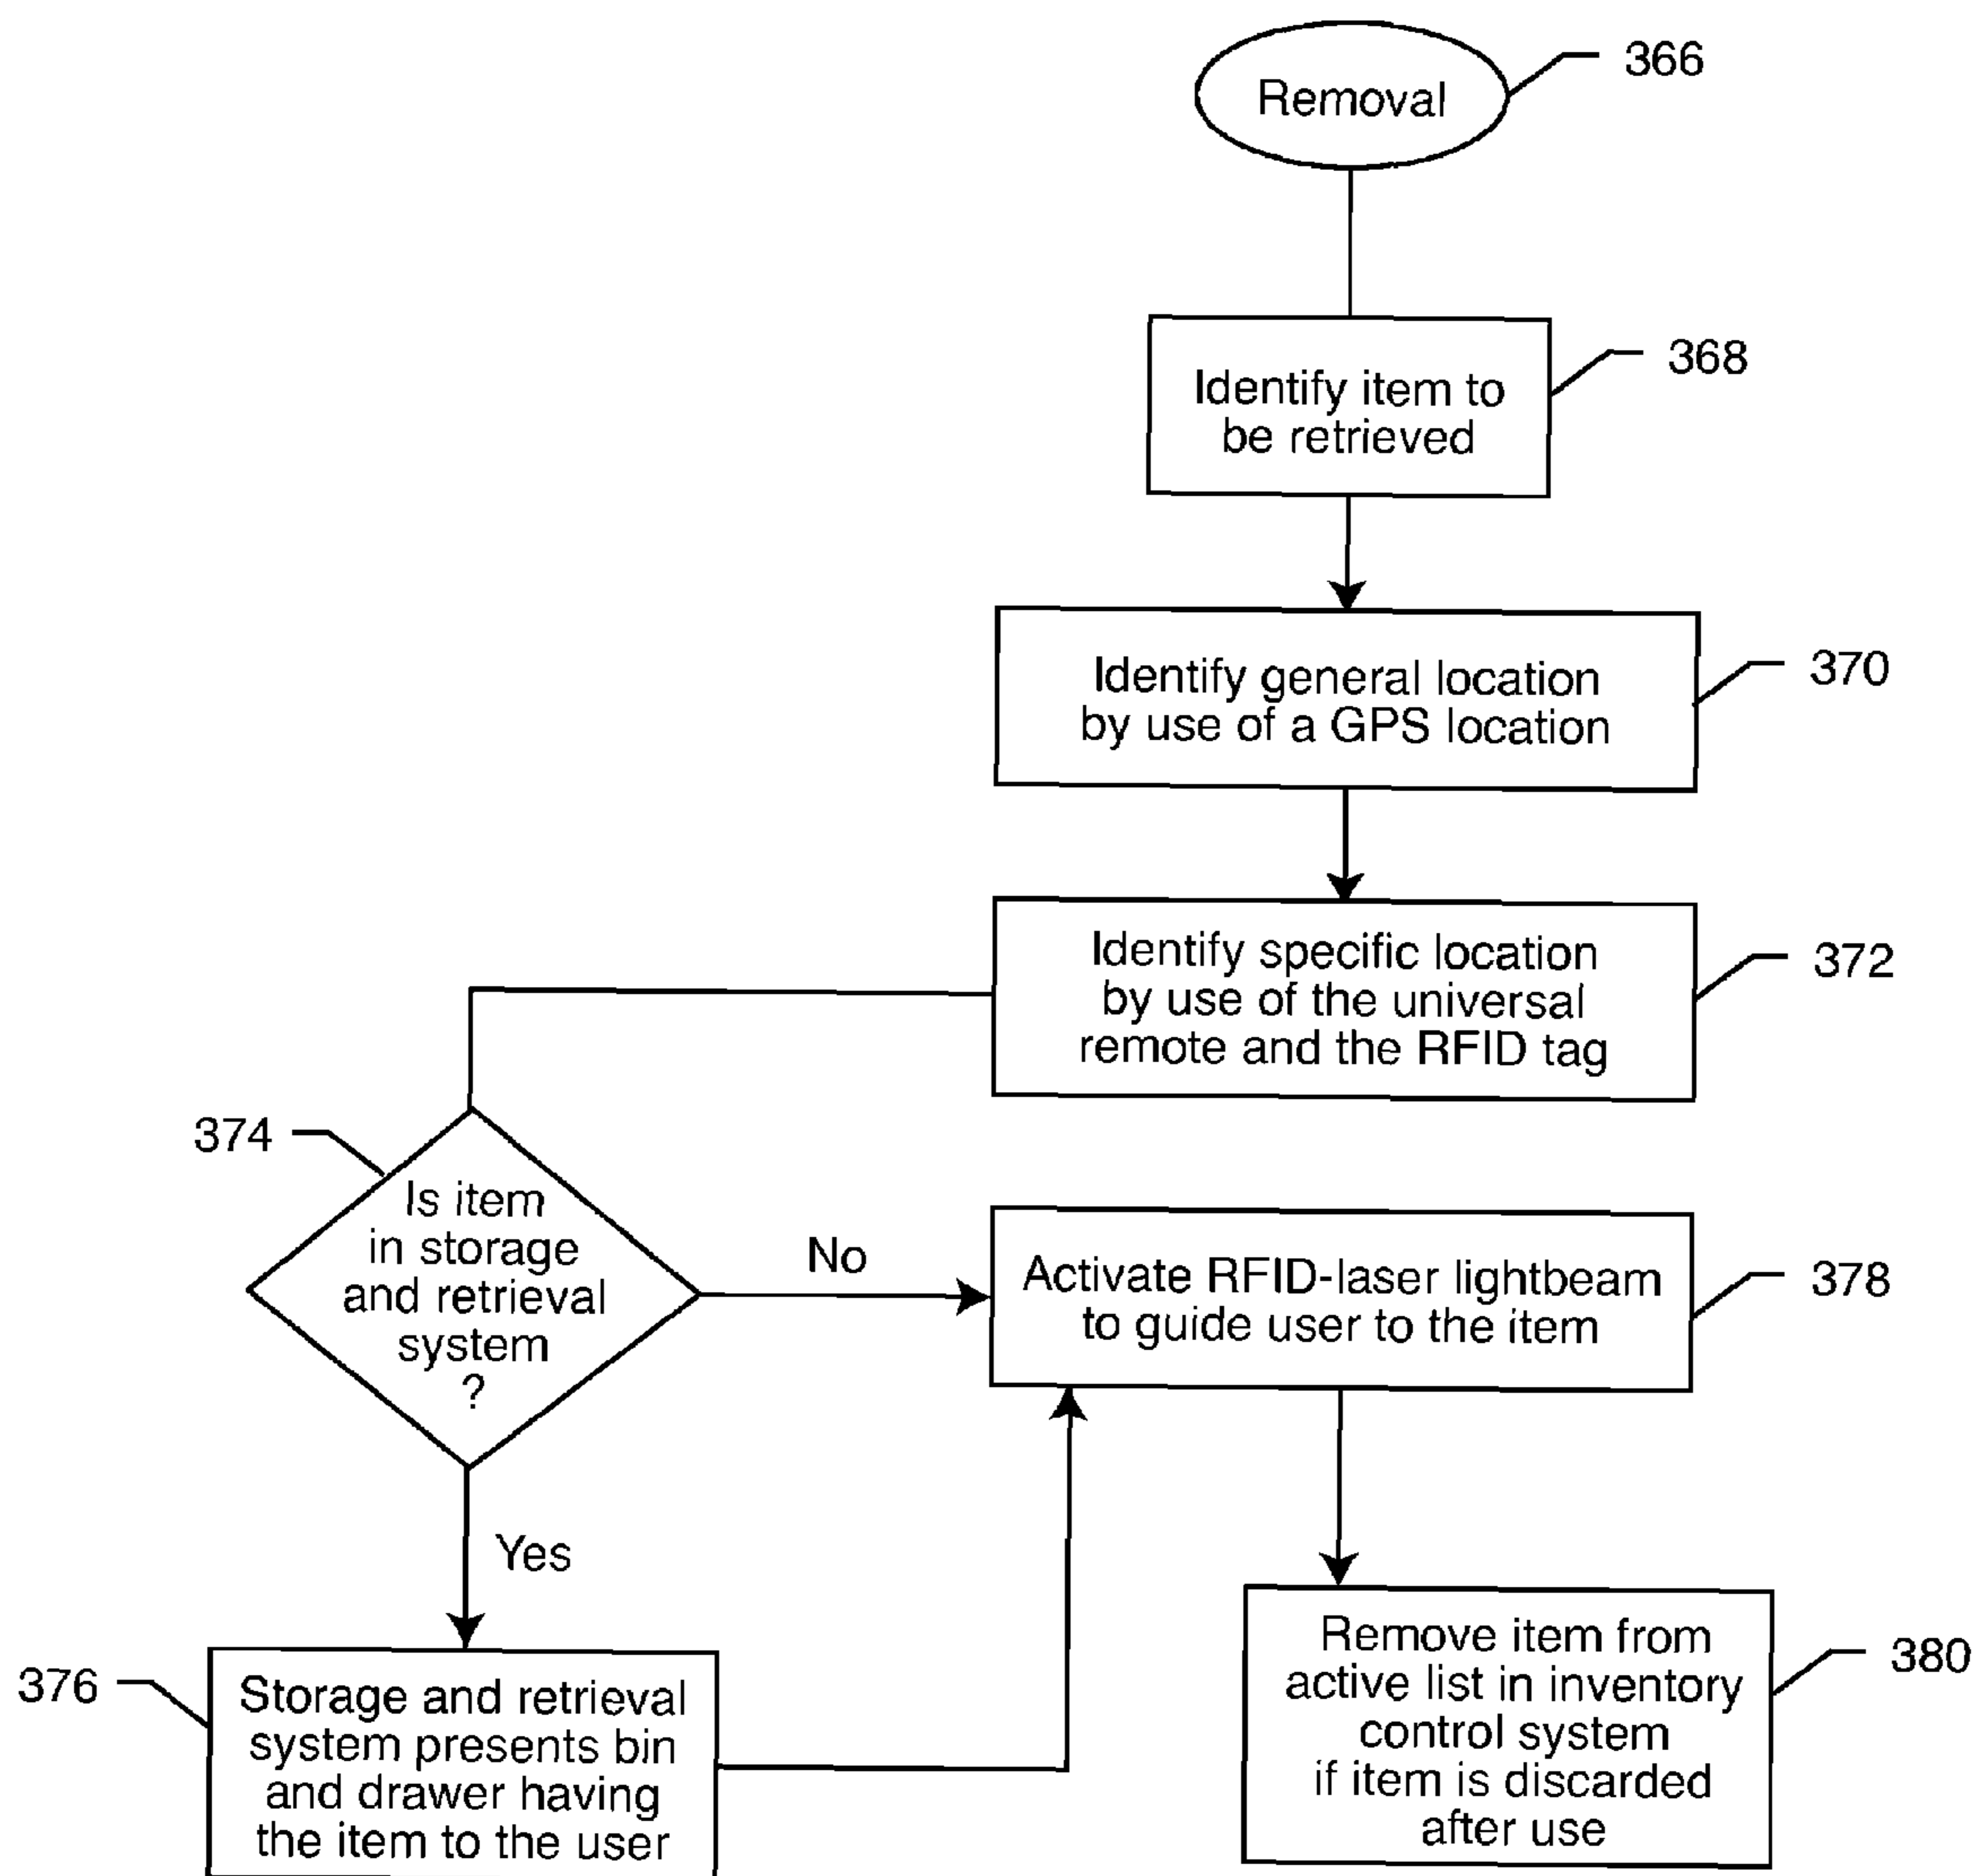 Removal
366
Identify item to
be retrieved
368
Identify general location
by use of a GPS location
370
Identify specific location
by use of the universal
remote and the RFID tag
372
374
Is item
in storage
and retrieval
system
?
No
Activate RFID-laser lightbeam
to guide user to the item
378
Yes
376
Storage and retrieval
system presents bin
and drawer having
the item to the user
Remove item from
active list in inventory
control system
if item is discarded
after use
380